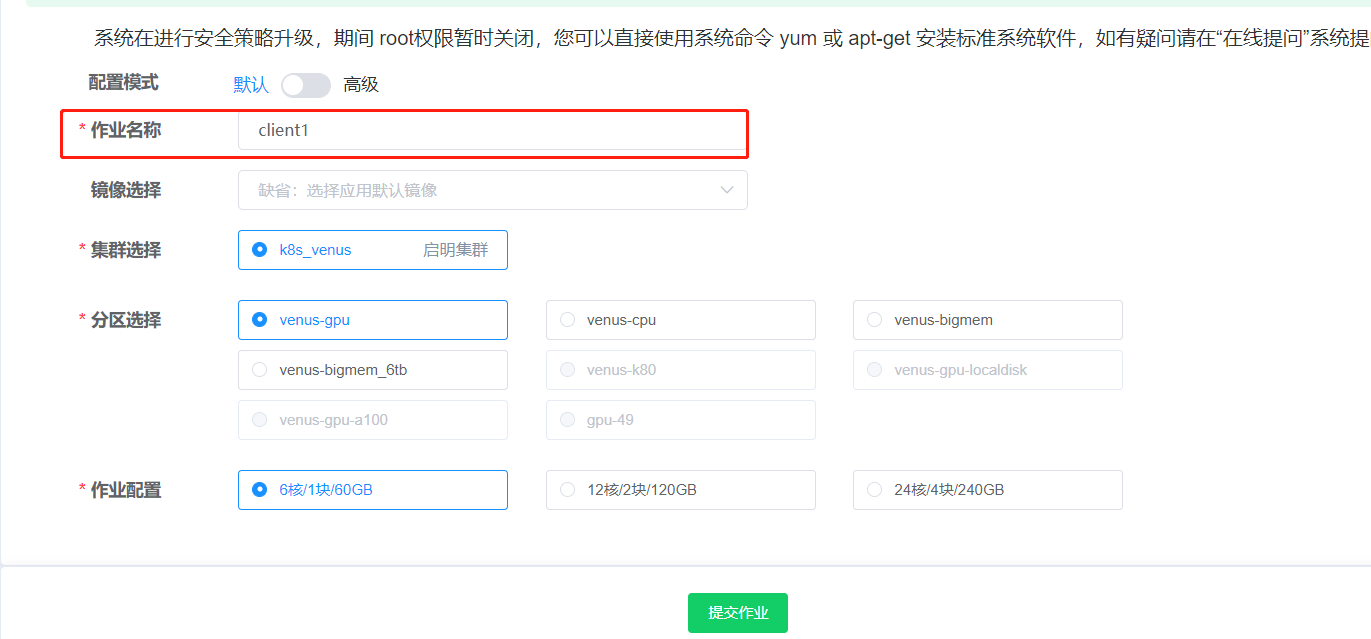 系统在进行安全策略升级，期间 root权限暂时关闭，您可以直接使用系统命令 yum 或 apt-get 安装标准系统软件，如有疑问请在“在线提问”系统提
配置模式 默认 高级
* 作业名称 client1
镜像选择 缺省：选择应用默认镜像
* 集群选择 k8s_venus 启明集群
* 分区选择 venus-gpu venus-cpu venus-bigmem
venus-bigmem_6tb venus-k80 venus-gpu-localdisk
venus-gpu-a100 gpu-49
* 作业配置 6核/1块/60GB 12核/2块/120GB 24核/4块/240GB
提交作业